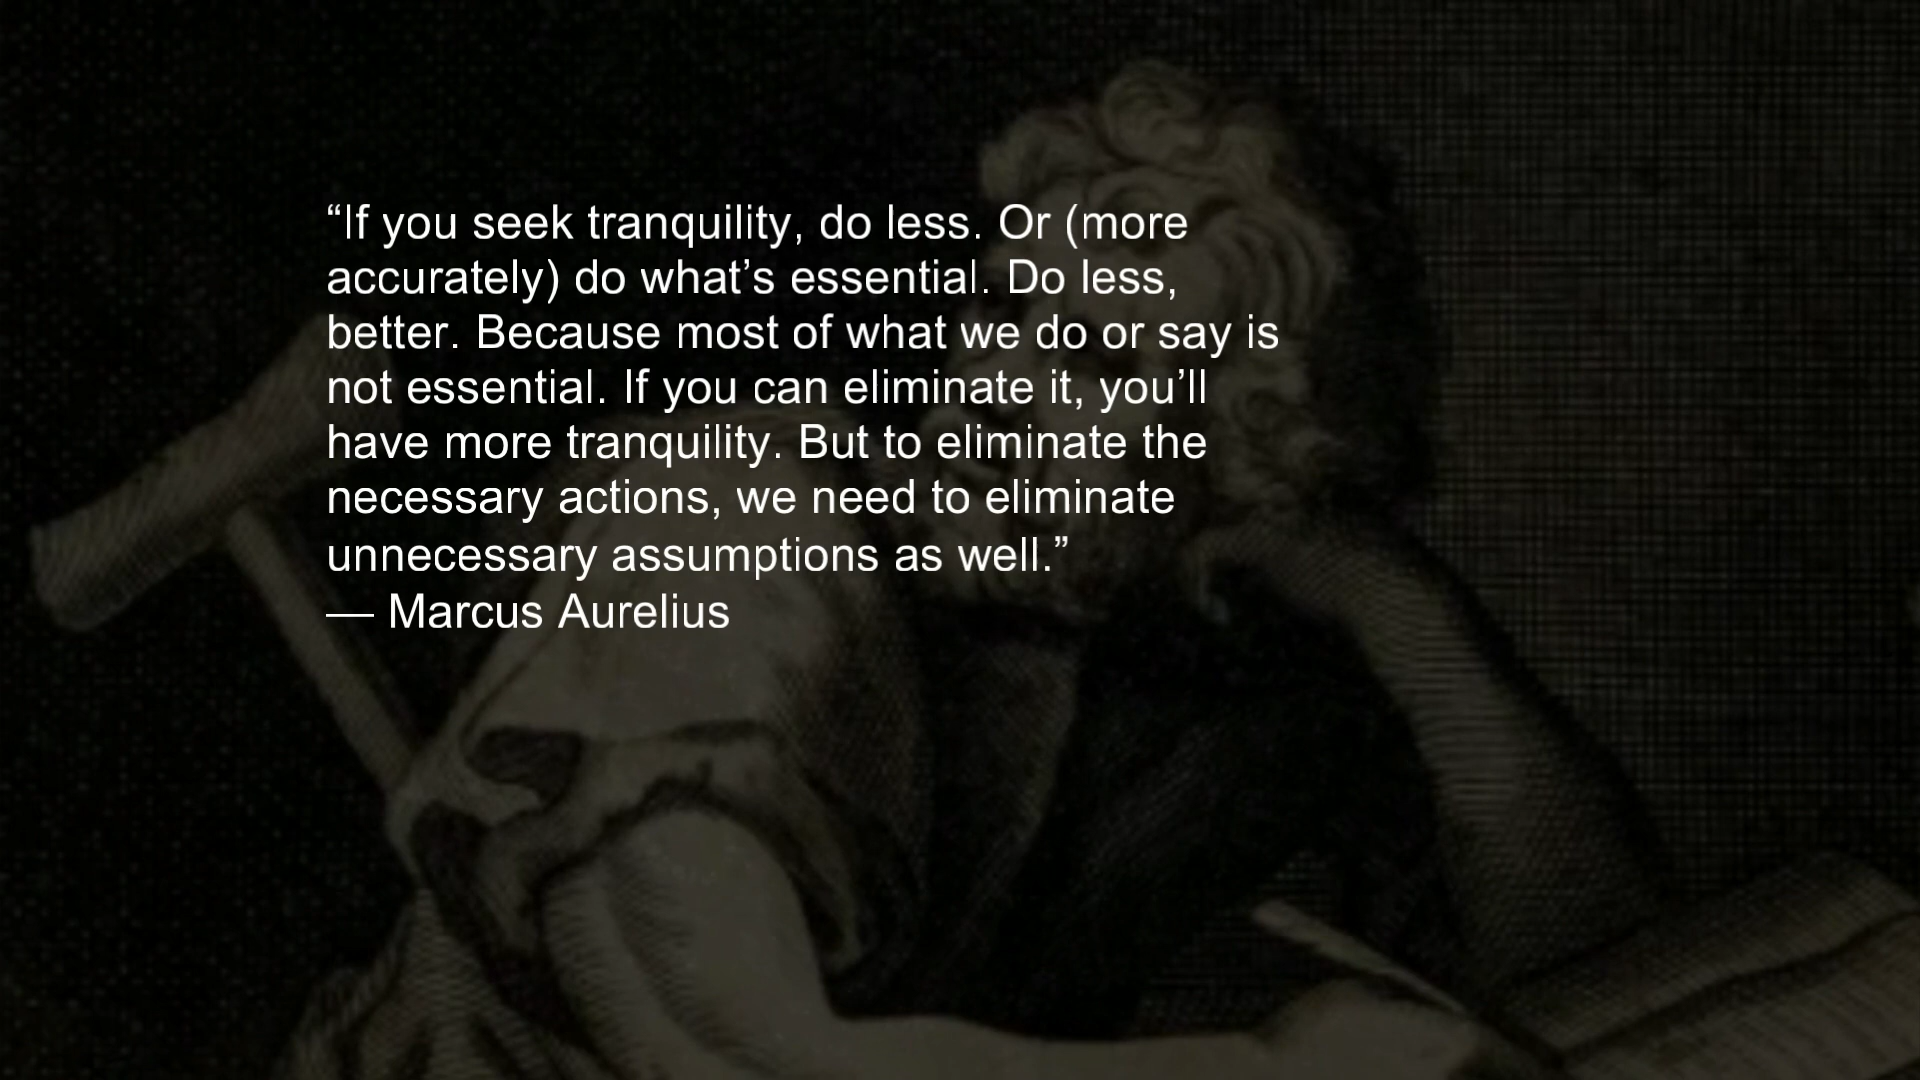 “If you seek tranquility, do less. Or (more
accurately) do what’s essential. Do less,
better. Because most of what we do or say is
not essential. If you can eliminate it, you’ll
have more tranquility. But to eliminate the
necessary actions, we need to eliminate
unnecessary assumptions as well.”
— Marcus Aurelius